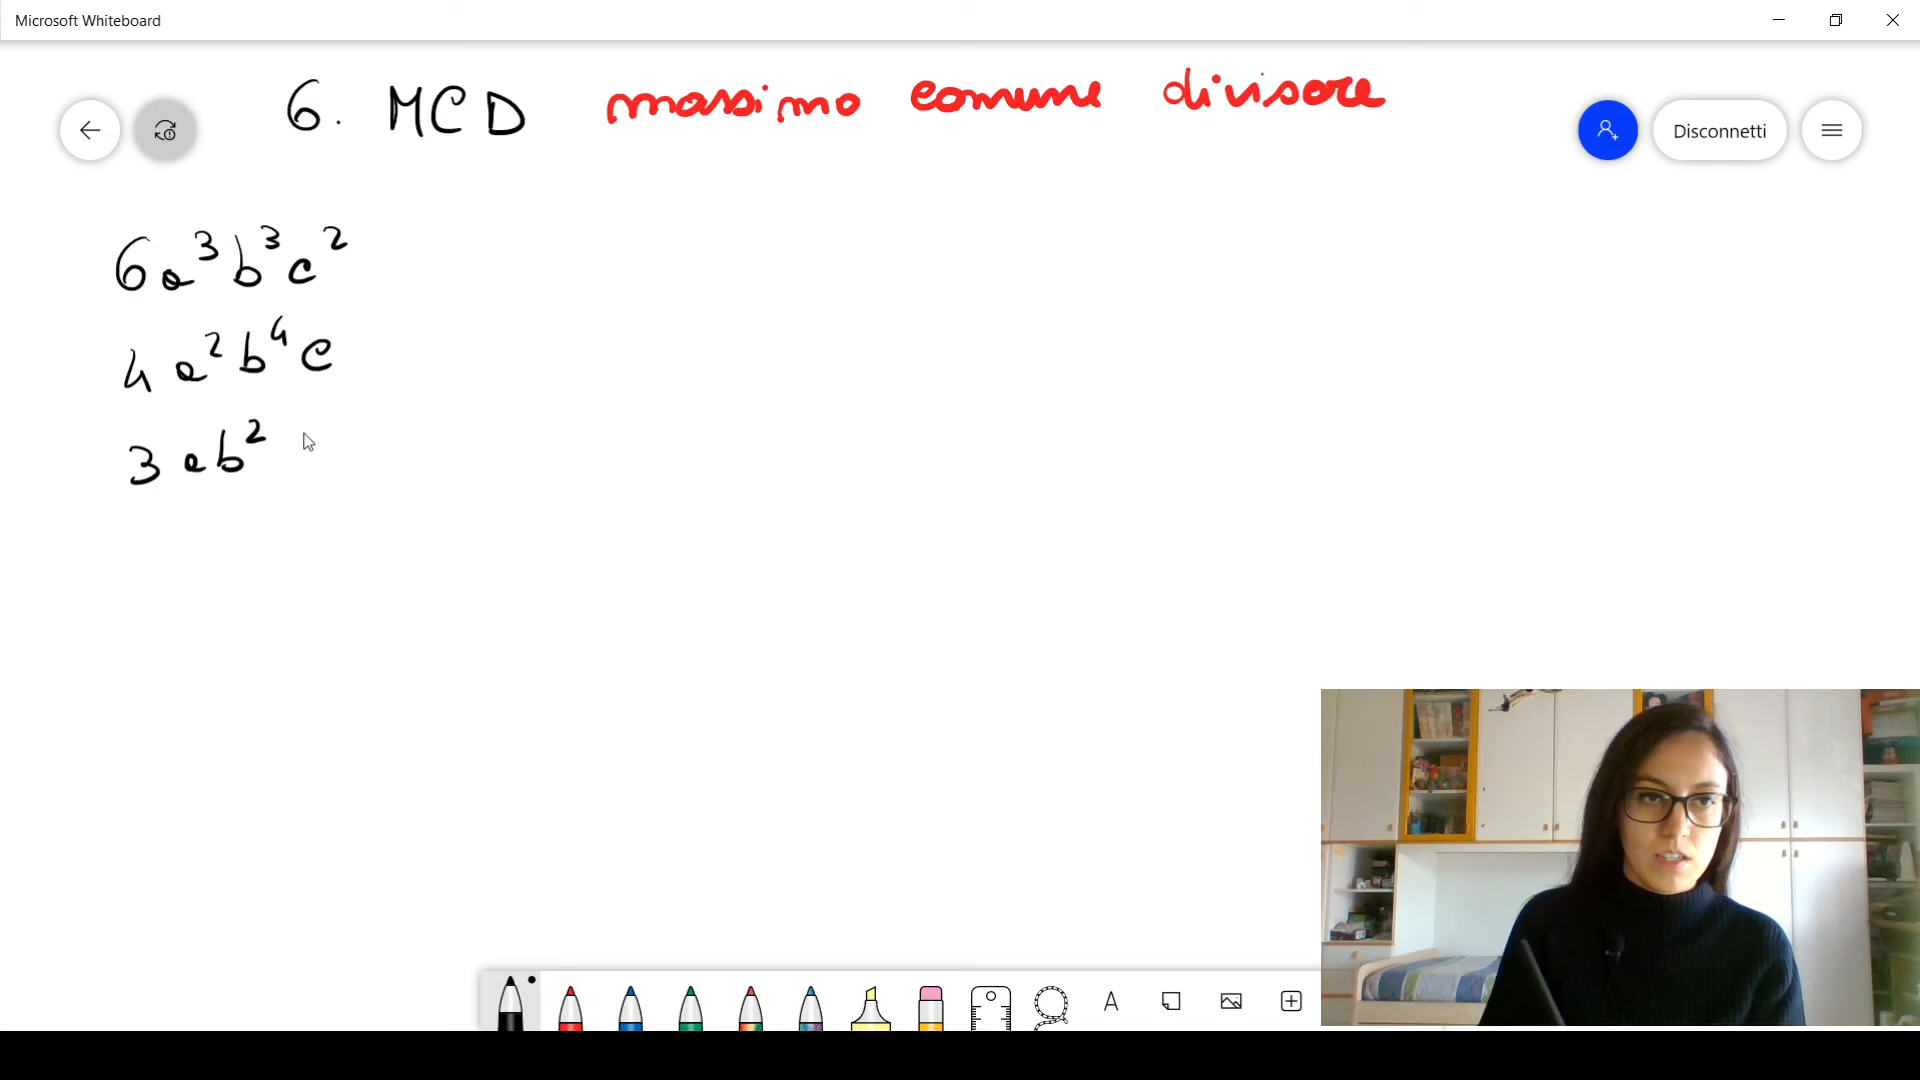 Microsoft Whiteboard
6. MCD massimo comune divisore
Disconnetti
6a³b³c²
4a²b⁴c
3ab²
A